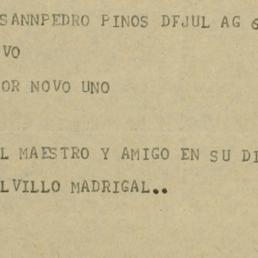 SANNPEDRO PINOS DFJUL AG 6
VO
OR NOVO UNO
L MAESTRO Y AMIGO EN SU DI
LVILLO MADRIGAL..